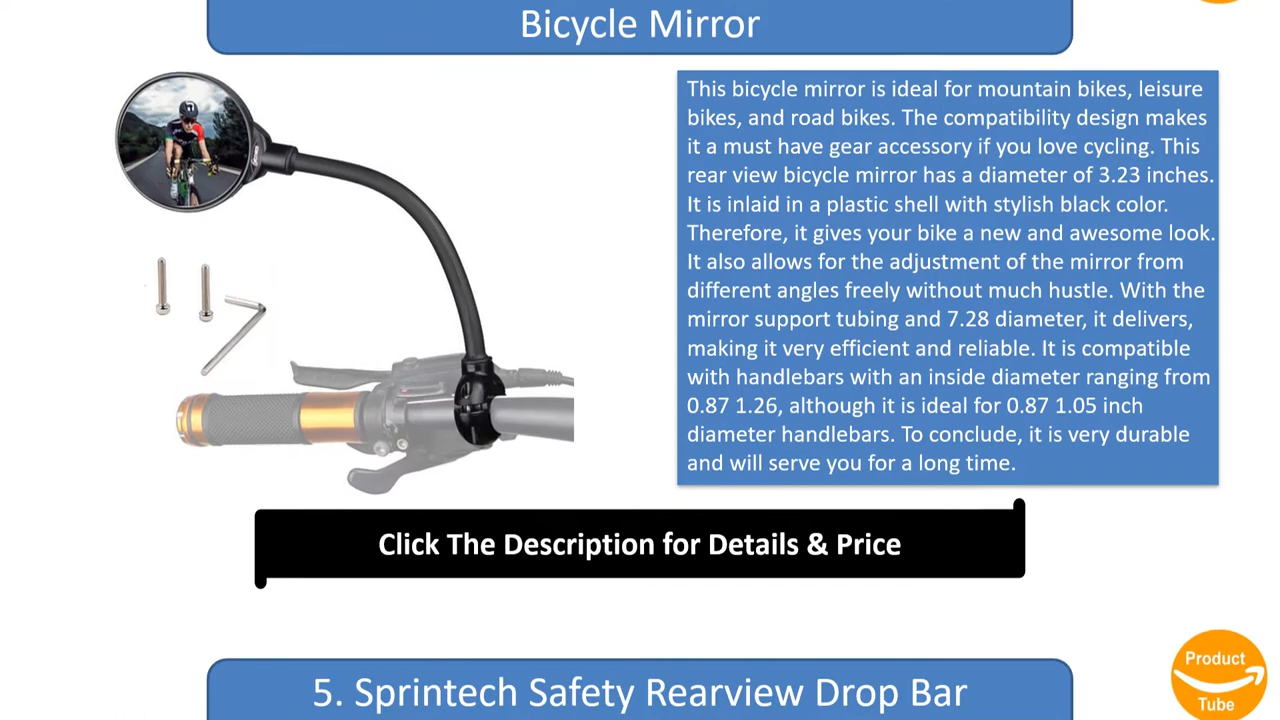 Bicycle Mirror
This bicycle mirror is ideal for mountain bikes, leisure
bikes, and road bikes. The compatibility design makes
it a must have gear accessory if you love cycling. This
rear view bicycle mirror has a diameter of 3.23 inches.
It is inlaid in a plastic shell with stylish black color.
Therefore, it gives your bike a new and awesome look.
It also allows for the adjustment of the mirror from
different angles freely without much hustle. With the
mirror support tubing and 7.28 diameter, it delivers,
making it very efficient and reliable. It is compatible
with handlebars with an inside diameter ranging from
0.87 1.26, although it is ideal for 0.87 1.05 inch
diameter handlebars. To conclude, it is very durable
and will serve you for a long time.
Click The Description for Details & Price
5. Sprintech Safety Rearview Drop Bar
Product
Tube